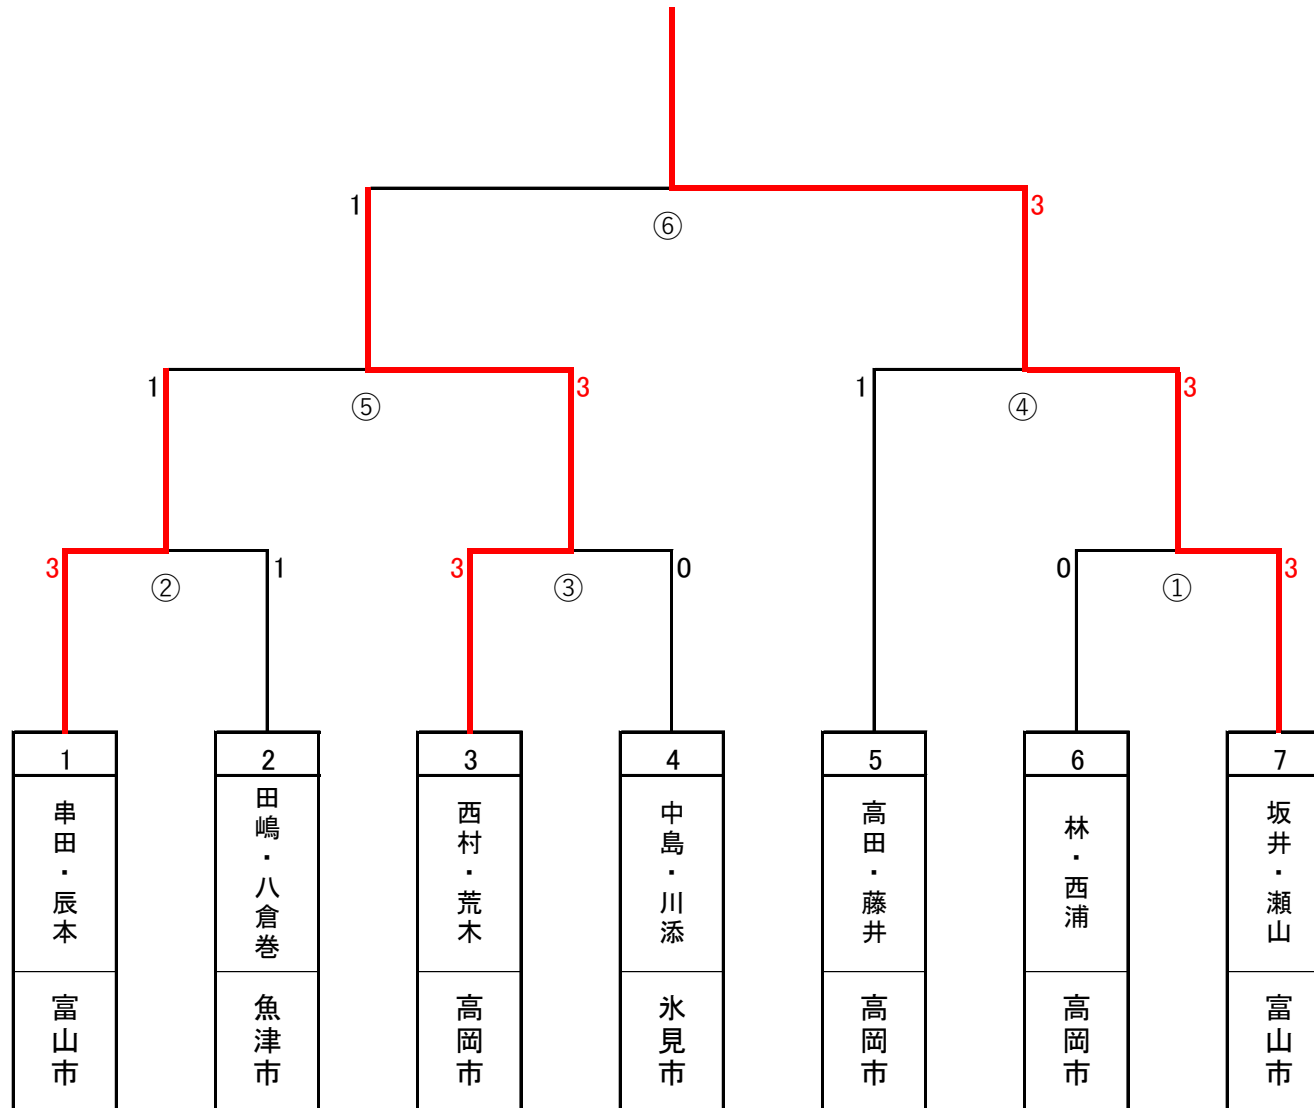 1
3
⑥
1
3
1
3
⑤
④
3
1
3
0
0
3
②
③
①
1
2
3
4
5
6
7
串田・辰本
田嶋・八倉巻
西村・荒木
中島・川添
高田・藤井
林・西浦
坂井・瀬山
富山市
魚津市
高岡市
氷見市
高岡市
高岡市
富山市